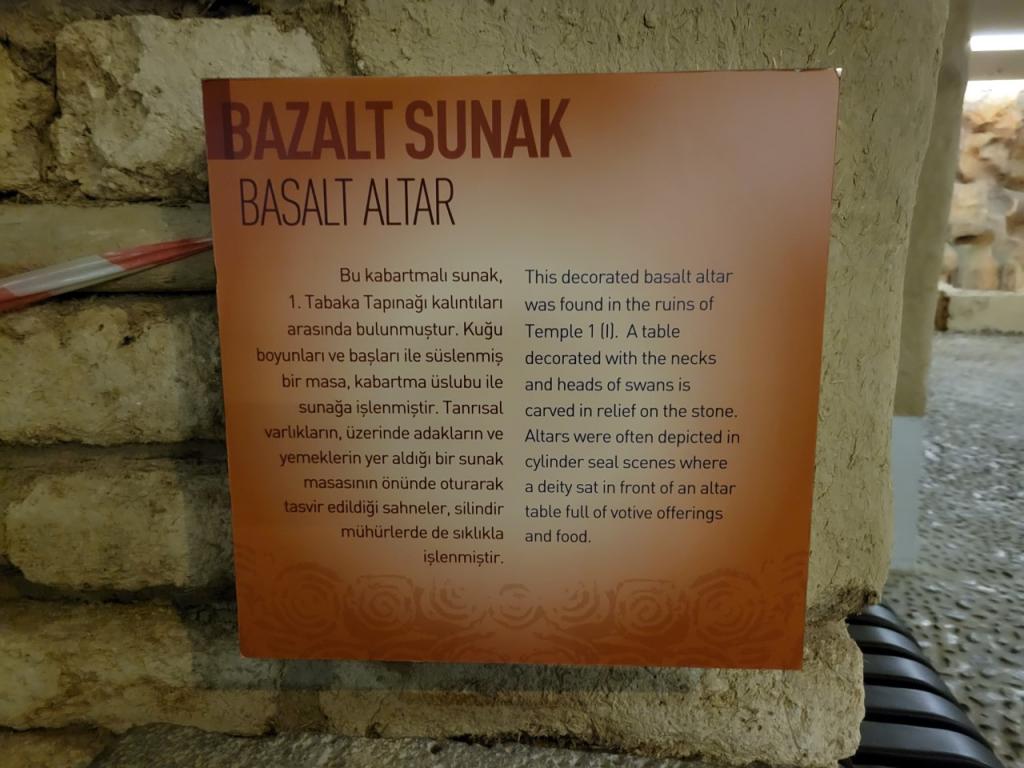 BAZALT SUNAK
BASALT ALTAR
Bu kabartmalı sunak,
1. Tabaka Tapınağı kalıntıları
arasında bulunmuştur. Kuğu
boyunları ve başları ile süslenmiş
bir masa, kabartma üslubu ile
sunağa işlenmiştir. Tanrısal
varlıkların, üzerinde adakların ve
yemeklerin yer aldığı bir sunak
masasının önünde oturarak
tasvir edildiği sahneler, silindir
mühürlerde de sıklıkla
işlenmiştir.
This decorated basalt altar
was found in the ruins of
Temple 1 (I). A table
decorated with the necks
and heads of swans is
carved in relief on the stone.
Altars were often depicted in
cylinder seal scenes where
a deity sat in front of an altar
table full of votive offerings
and food.